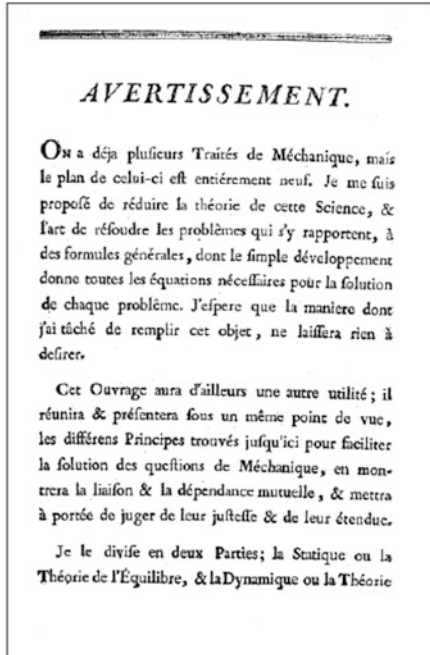 AVERTISSEMENT.
ON a déja pluſieurs Traités de Méchanique, mais
le plan de celui-ci eſt entiérement neuf. Je me ſuis
propoſé de réduire la théorie de cette Science, &
l'art de réſoudre les problèmes qui s'y rapportent, à
des formules générales, dont le ſimple développement
donne toutes les équations néceſſaires pour la ſolution
de chaque problême. J'eſpere que la maniere dont
j'ai tâché de remplir cet objet, ne laiſſera rien à
deſirer.
Cet Ouvrage aura d'ailleurs une autre utilité; il
réunira & préſentera ſous un même point de vue,
les différens Principes trouvés juſqu'ici pour faciliter
la ſolution des queſtions de Méchanique, en mon-
trera la liaiſon & la dépendance mutuelle, & mettra
à portée de juger de leur juſteſſe & de leur étendue.
Je le diviſe en deux Parties; la Statique ou la
Théorie de l'Équilibre, & la Dynamique ou la Théorie